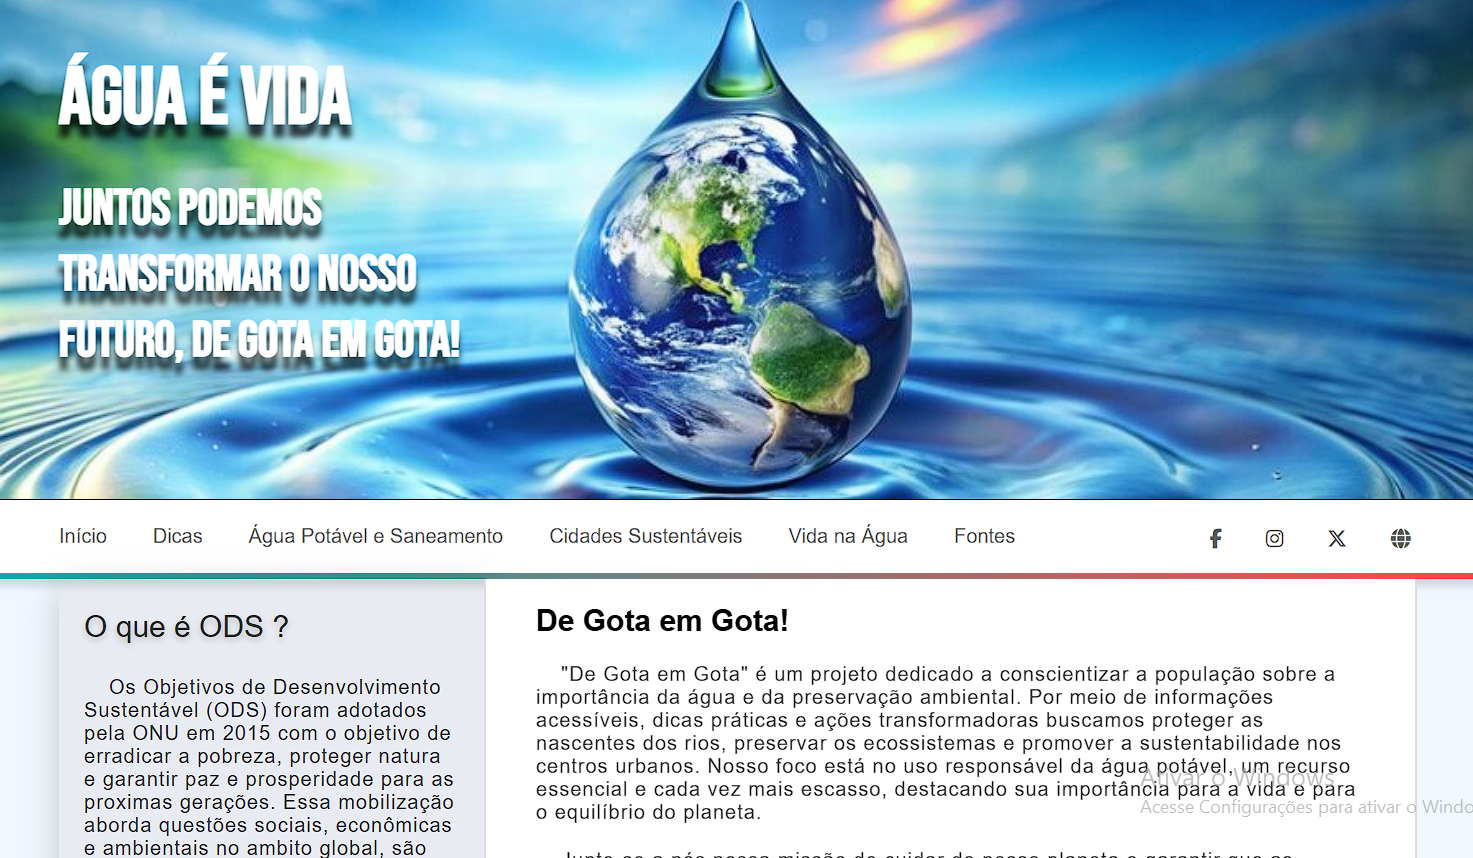 ÁGUA É VIDA
JUNTOS PODEMOS
TRANSFORMAR O NOSSO
FUTURO, DE GOTA EM GOTA!
Início Dicas Água Potável e Saneamento Cidades Sustentáveis Vida na Água Fontes
O que é ODS ?
Os Objetivos de Desenvolvimento
Sustentável (ODS) foram adotados
pela ONU em 2015 com o objetivo de
erradicar a pobreza, proteger natura
e garantir paz e prosperidade para as
proximas gerações. Essa mobilização
aborda questões sociais, econômicas
e ambientais no ambito global, são
De Gota em Gota!
"De Gota em Gota" é um projeto dedicado a conscientizar a população sobre a
importância da água e da preservação ambiental. Por meio de informações
acessíveis, dicas práticas e ações transformadoras buscamos proteger as
nascentes dos rios, preservar os ecossistemas e promover a sustentabilidade nos
centros urbanos. Nosso foco está no uso responsável da água potável, um recurso
essencial e cada vez mais escasso, destacando sua importância para a vida e para
o equilíbrio do planeta.
Ativar o Windows
Acesse Configurações para ativar o Windo